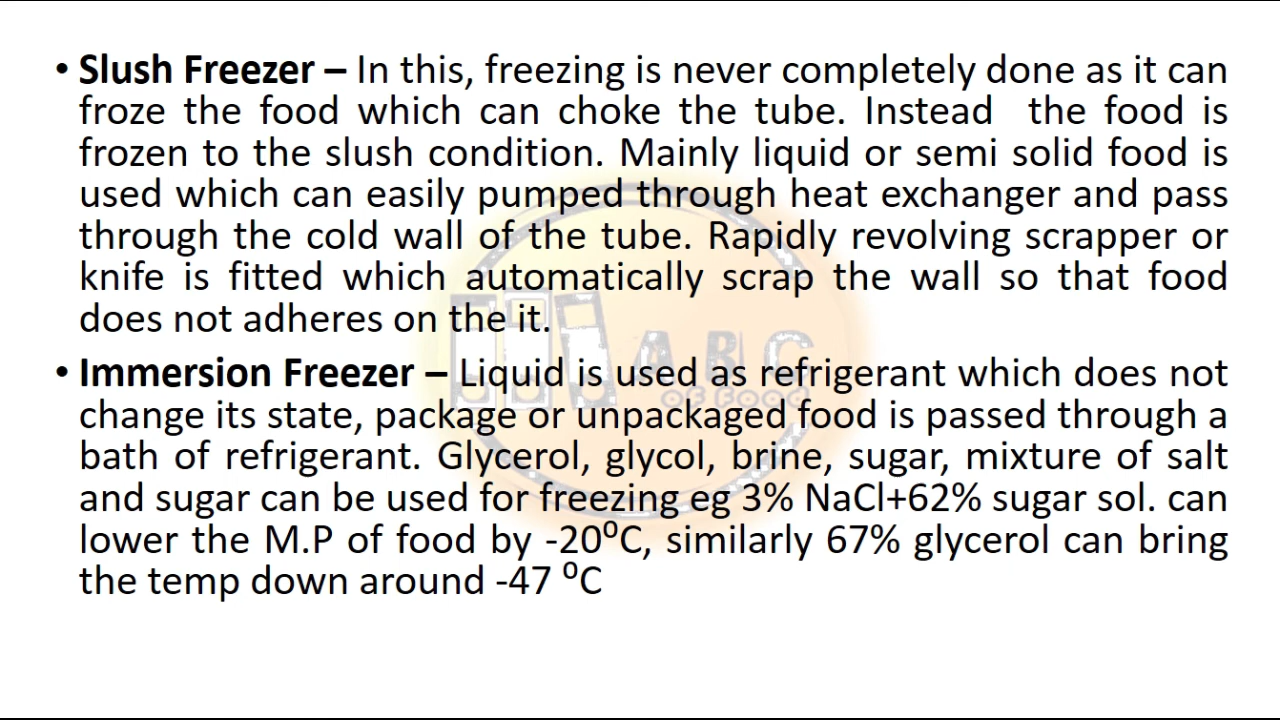 • Slush Freezer – In this, freezing is never completely done as it can
froze the food which can choke the tube. Instead the food is
frozen to the slush condition. Mainly liquid or semi solid food is
used which can easily pumped through heat exchanger and pass
through the cold wall of the tube. Rapidly revolving scrapper or
knife is fitted which automatically scrap the wall so that food
does not adheres on the it.
• Immersion Freezer – Liquid is used as refrigerant which does not
change its state, package or unpackaged food is passed through a
bath of refrigerant. Glycerol, glycol, brine, sugar, mixture of salt
and sugar can be used for freezing eg 3% NaCl+62% sugar sol. can
lower the M.P of food by -20⁰C, similarly 67% glycerol can bring
the temp down around -47 ⁰C
ABC
OF FOOD